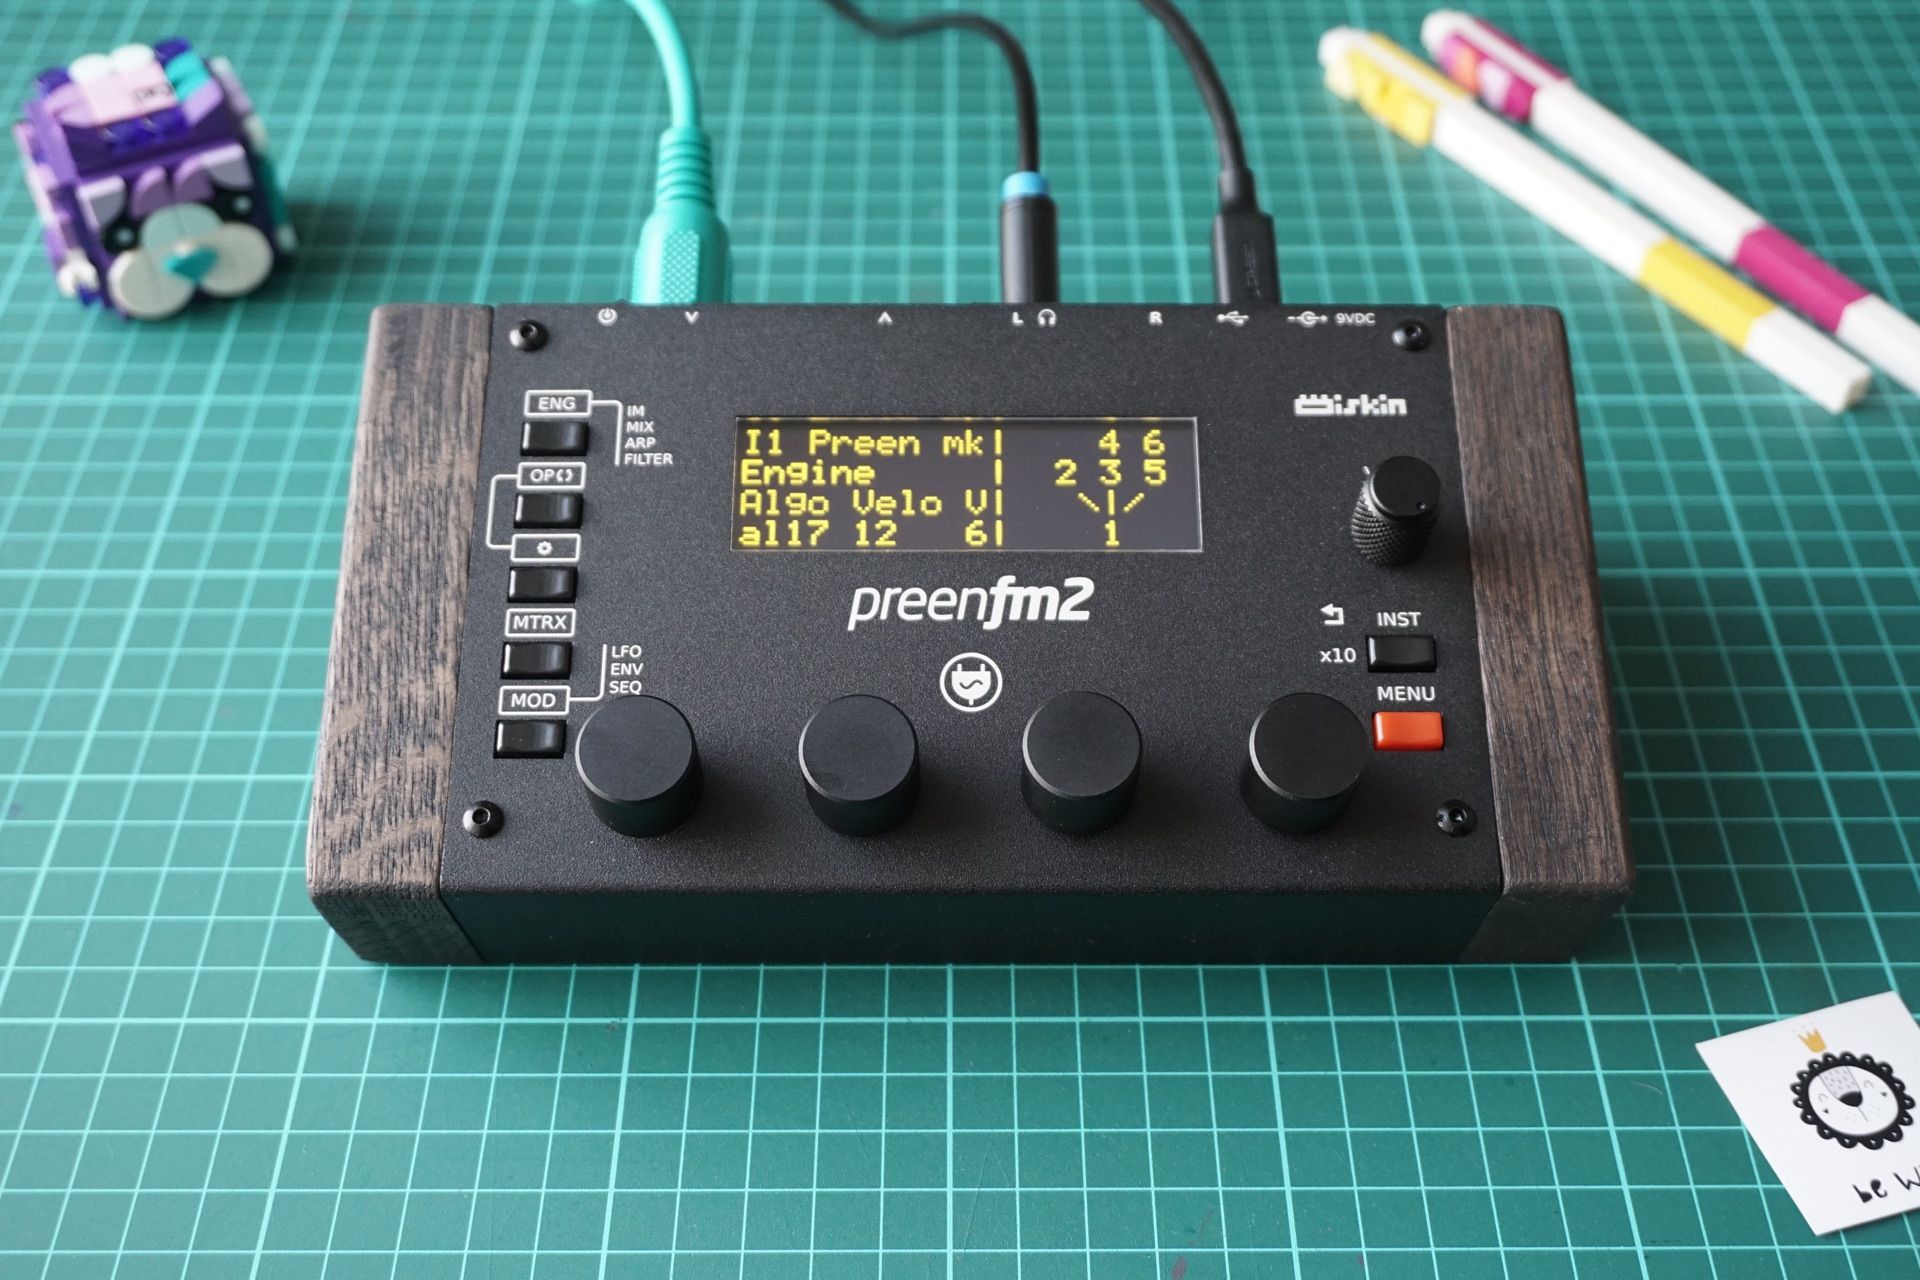 V
Λ
L
R
9VDC
ENG
IM
MIX
ARP
FILTER
OP
MTRX
LFO
ENV
SEQ
MOD
I1 Preen mk| 4 6
Engine | 2 3 5
Algo Velo V| \|/
al17 12 6| 1
preenfm2
iskin
INST
x10
MENU
be